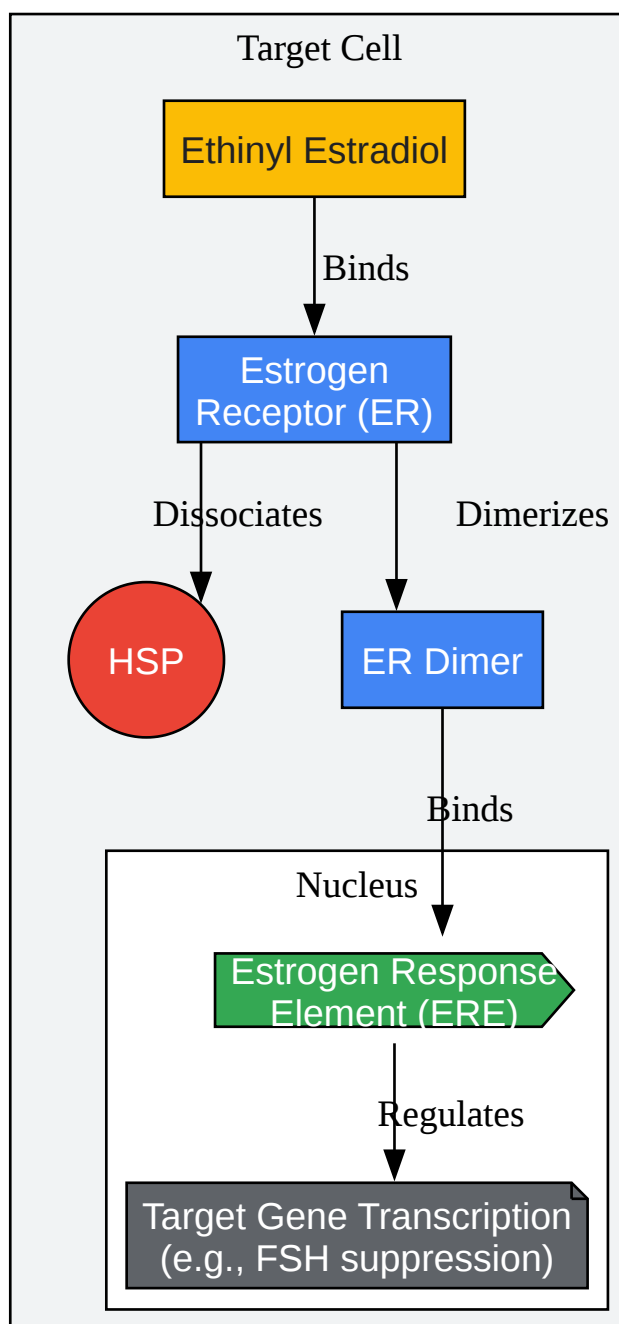 Target Cell
Ethinyl Estradiol
Binds
Estrogen
Receptor (ER)
Dissociates
Dimerizes
HSP
ER Dimer
Binds
Nucleus
Estrogen Response
Element (ERE)
Regulates
Target Gene Transcription
(e.g., FSH suppression)